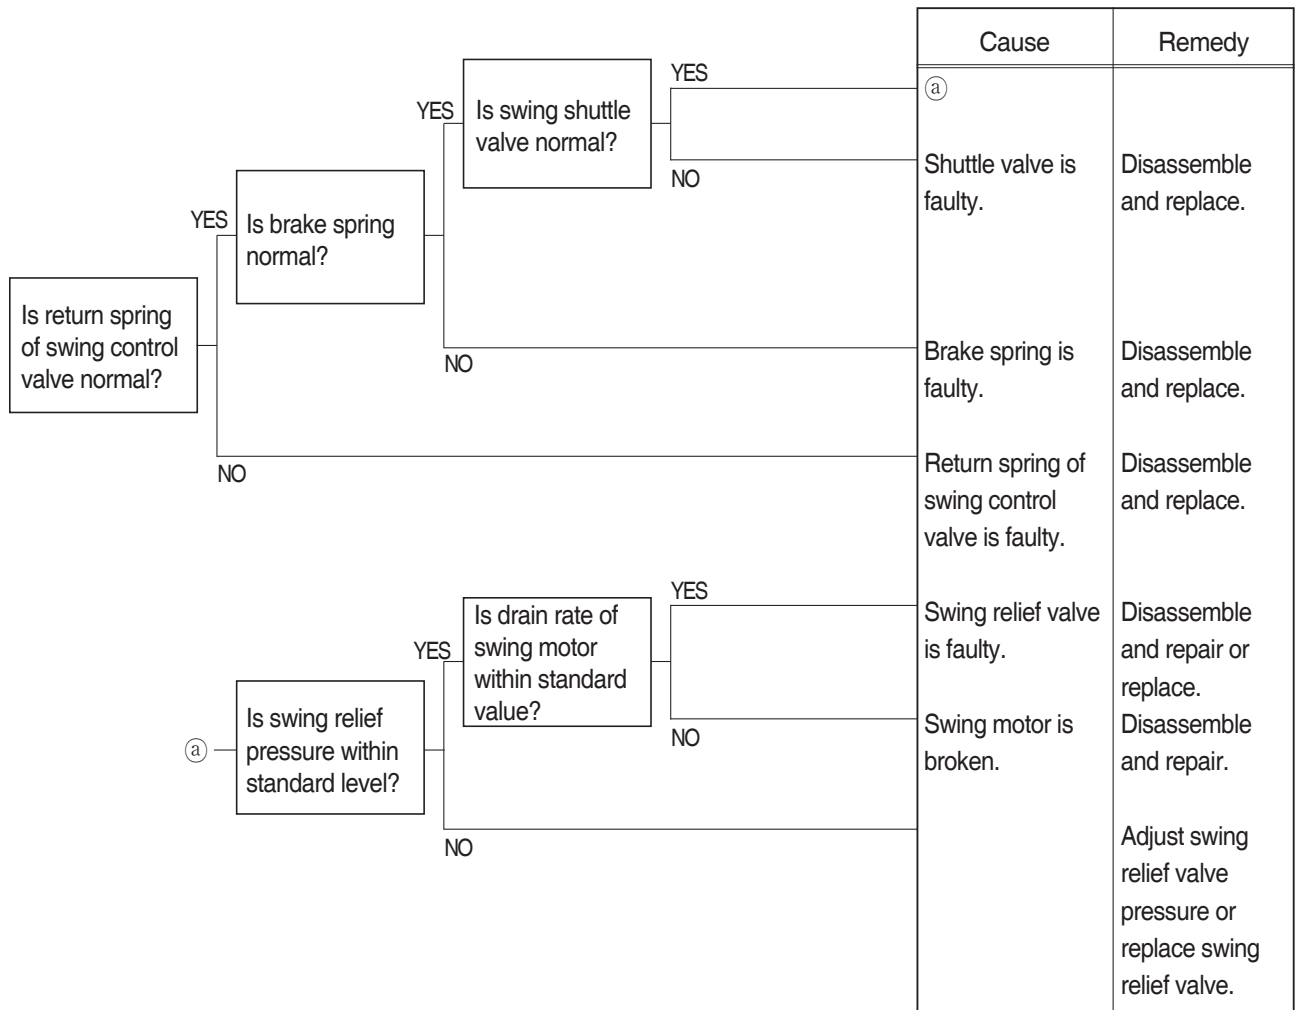 Cause
Remedy
YES
ⓐ
YES
Is swing shuttle
valve normal?
NO
Shuttle valve is
faulty.
Disassemble
and replace.
YES
Is brake spring
normal?
NO
Brake spring is
faulty.
Disassemble
and replace.
Is return spring
of swing control
valve normal?
NO
Return spring of
swing control
valve is faulty.
Disassemble
and replace.
YES
Swing relief valve
is faulty.
Disassemble
and repair or
replace.
YES
Is drain rate of
swing motor
within standard
value?
NO
Swing motor is
broken.
Disassemble
and repair.
ⓐ
Is swing relief
pressure within
standard level?
NO
Adjust swing
relief valve
pressure or
replace swing
relief valve.